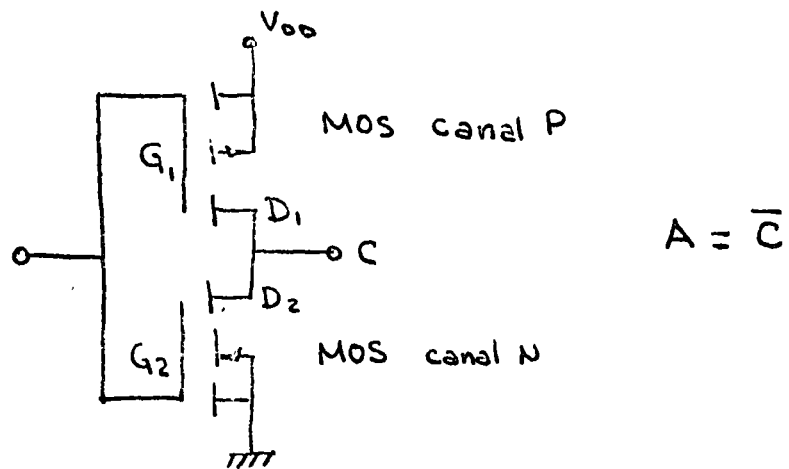 V_DD
MOS canal P
G₁
D₁
C
A = C̅
D₂
G₂
MOS canal N